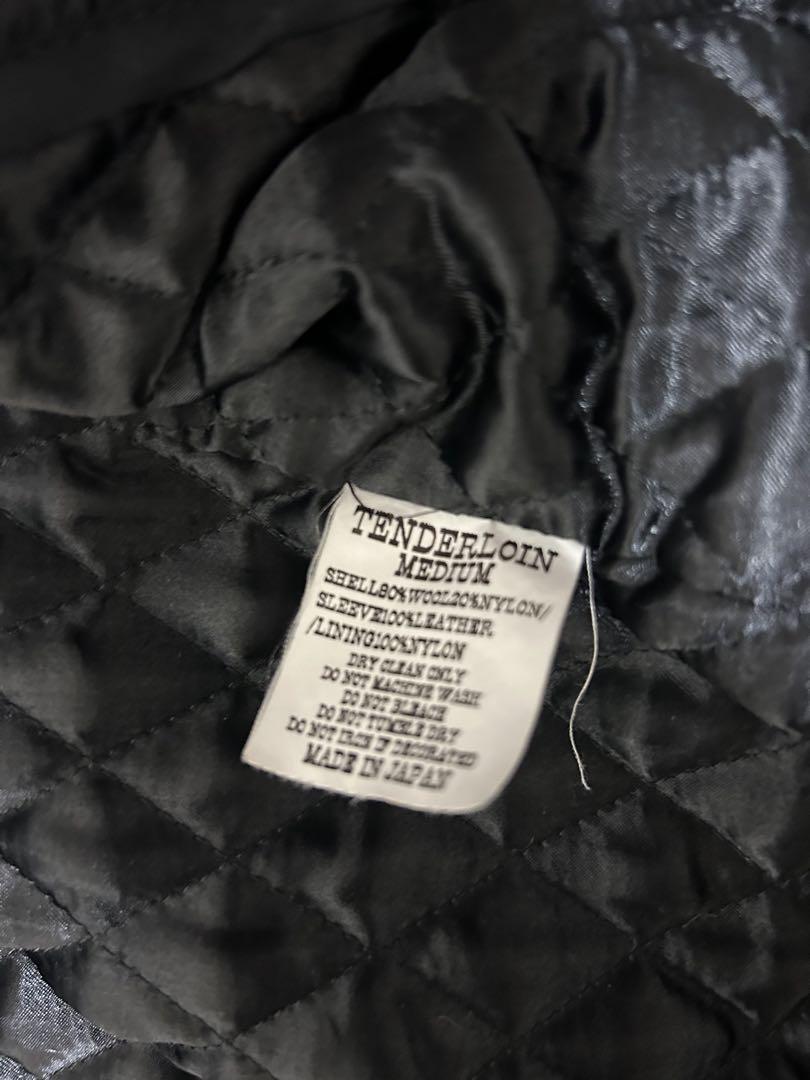 TENDERLOIN
MEDIUM
SHELL80%WOOL20%NYLON/
SLEEVE100%LEATHER
/LINING100%NYLON
DRY CLEAN ONLY
DO NOT MACHINE WASH
DO NOT BLEACH
DO NOT TUMBLE DRY
DO NOT IRON IF DECORATED
MADE IN JAPAN